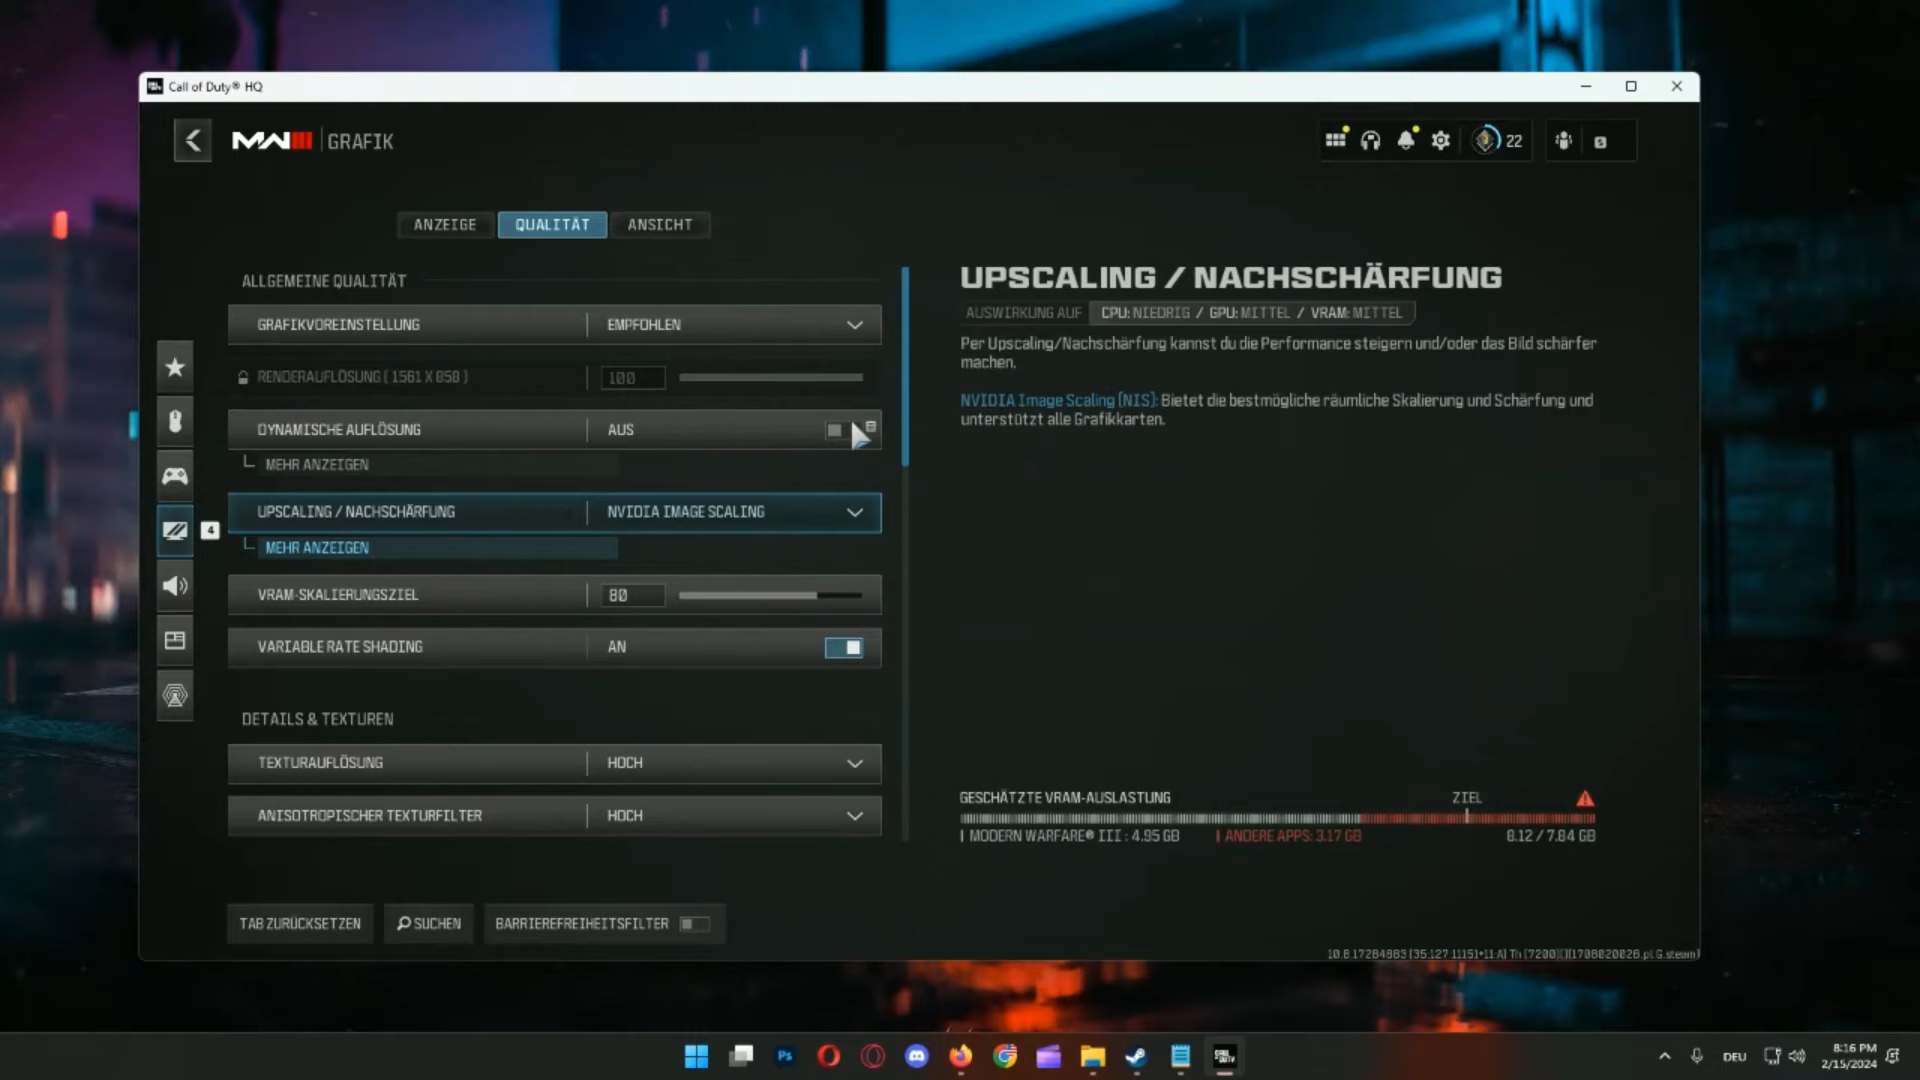 Call of Duty® HQ
MWIII | GRAFIK
22
ANZEIGE
QUALITÄT
ANSICHT
ALLGEMEINE QUALITÄT
GRAFIKVOREINSTELLUNG
EMPFOHLEN
RENDERAUFLÖSUNG ( 1561 X 858 )
100
DYNAMISCHE AUFLÖSUNG
AUS
MEHR ANZEIGEN
UPSCALING / NACHSCHÄRFUNG
NVIDIA IMAGE SCALING
4
MEHR ANZEIGEN
VRAM-SKALIERUNGSZIEL
80
VARIABLE RATE SHADING
AN
DETAILS & TEXTUREN
TEXTURAUFLÖSUNG
HOCH
ANISOTROPISCHER TEXTURFILTER
HOCH
UPSCALING / NACHSCHÄRFUNG
AUSWIRKUNG AUF CPU: NIEDRIG / GPU: MITTEL / VRAM: MITTEL
Per Upscaling/Nachschärfung kannst du die Performance steigern und/oder das Bild schärfer
machen.
NVIDIA Image Scaling (NIS): Bietet die bestmögliche räumliche Skalierung und Schärfung und
unterstützt alle Grafikkarten.
GESCHÄTZTE VRAM-AUSLASTUNG
ZIEL
MODERN WARFARE® III : 4.95 GB
ANDERE APPS: 3.17 GB
8.12 / 7.84 GB
TAB ZURÜCKSETZEN
SUCHEN
BARRIEREFREIHEITSFILTER
Ps
DEU
8:16 PM
2/15/2024